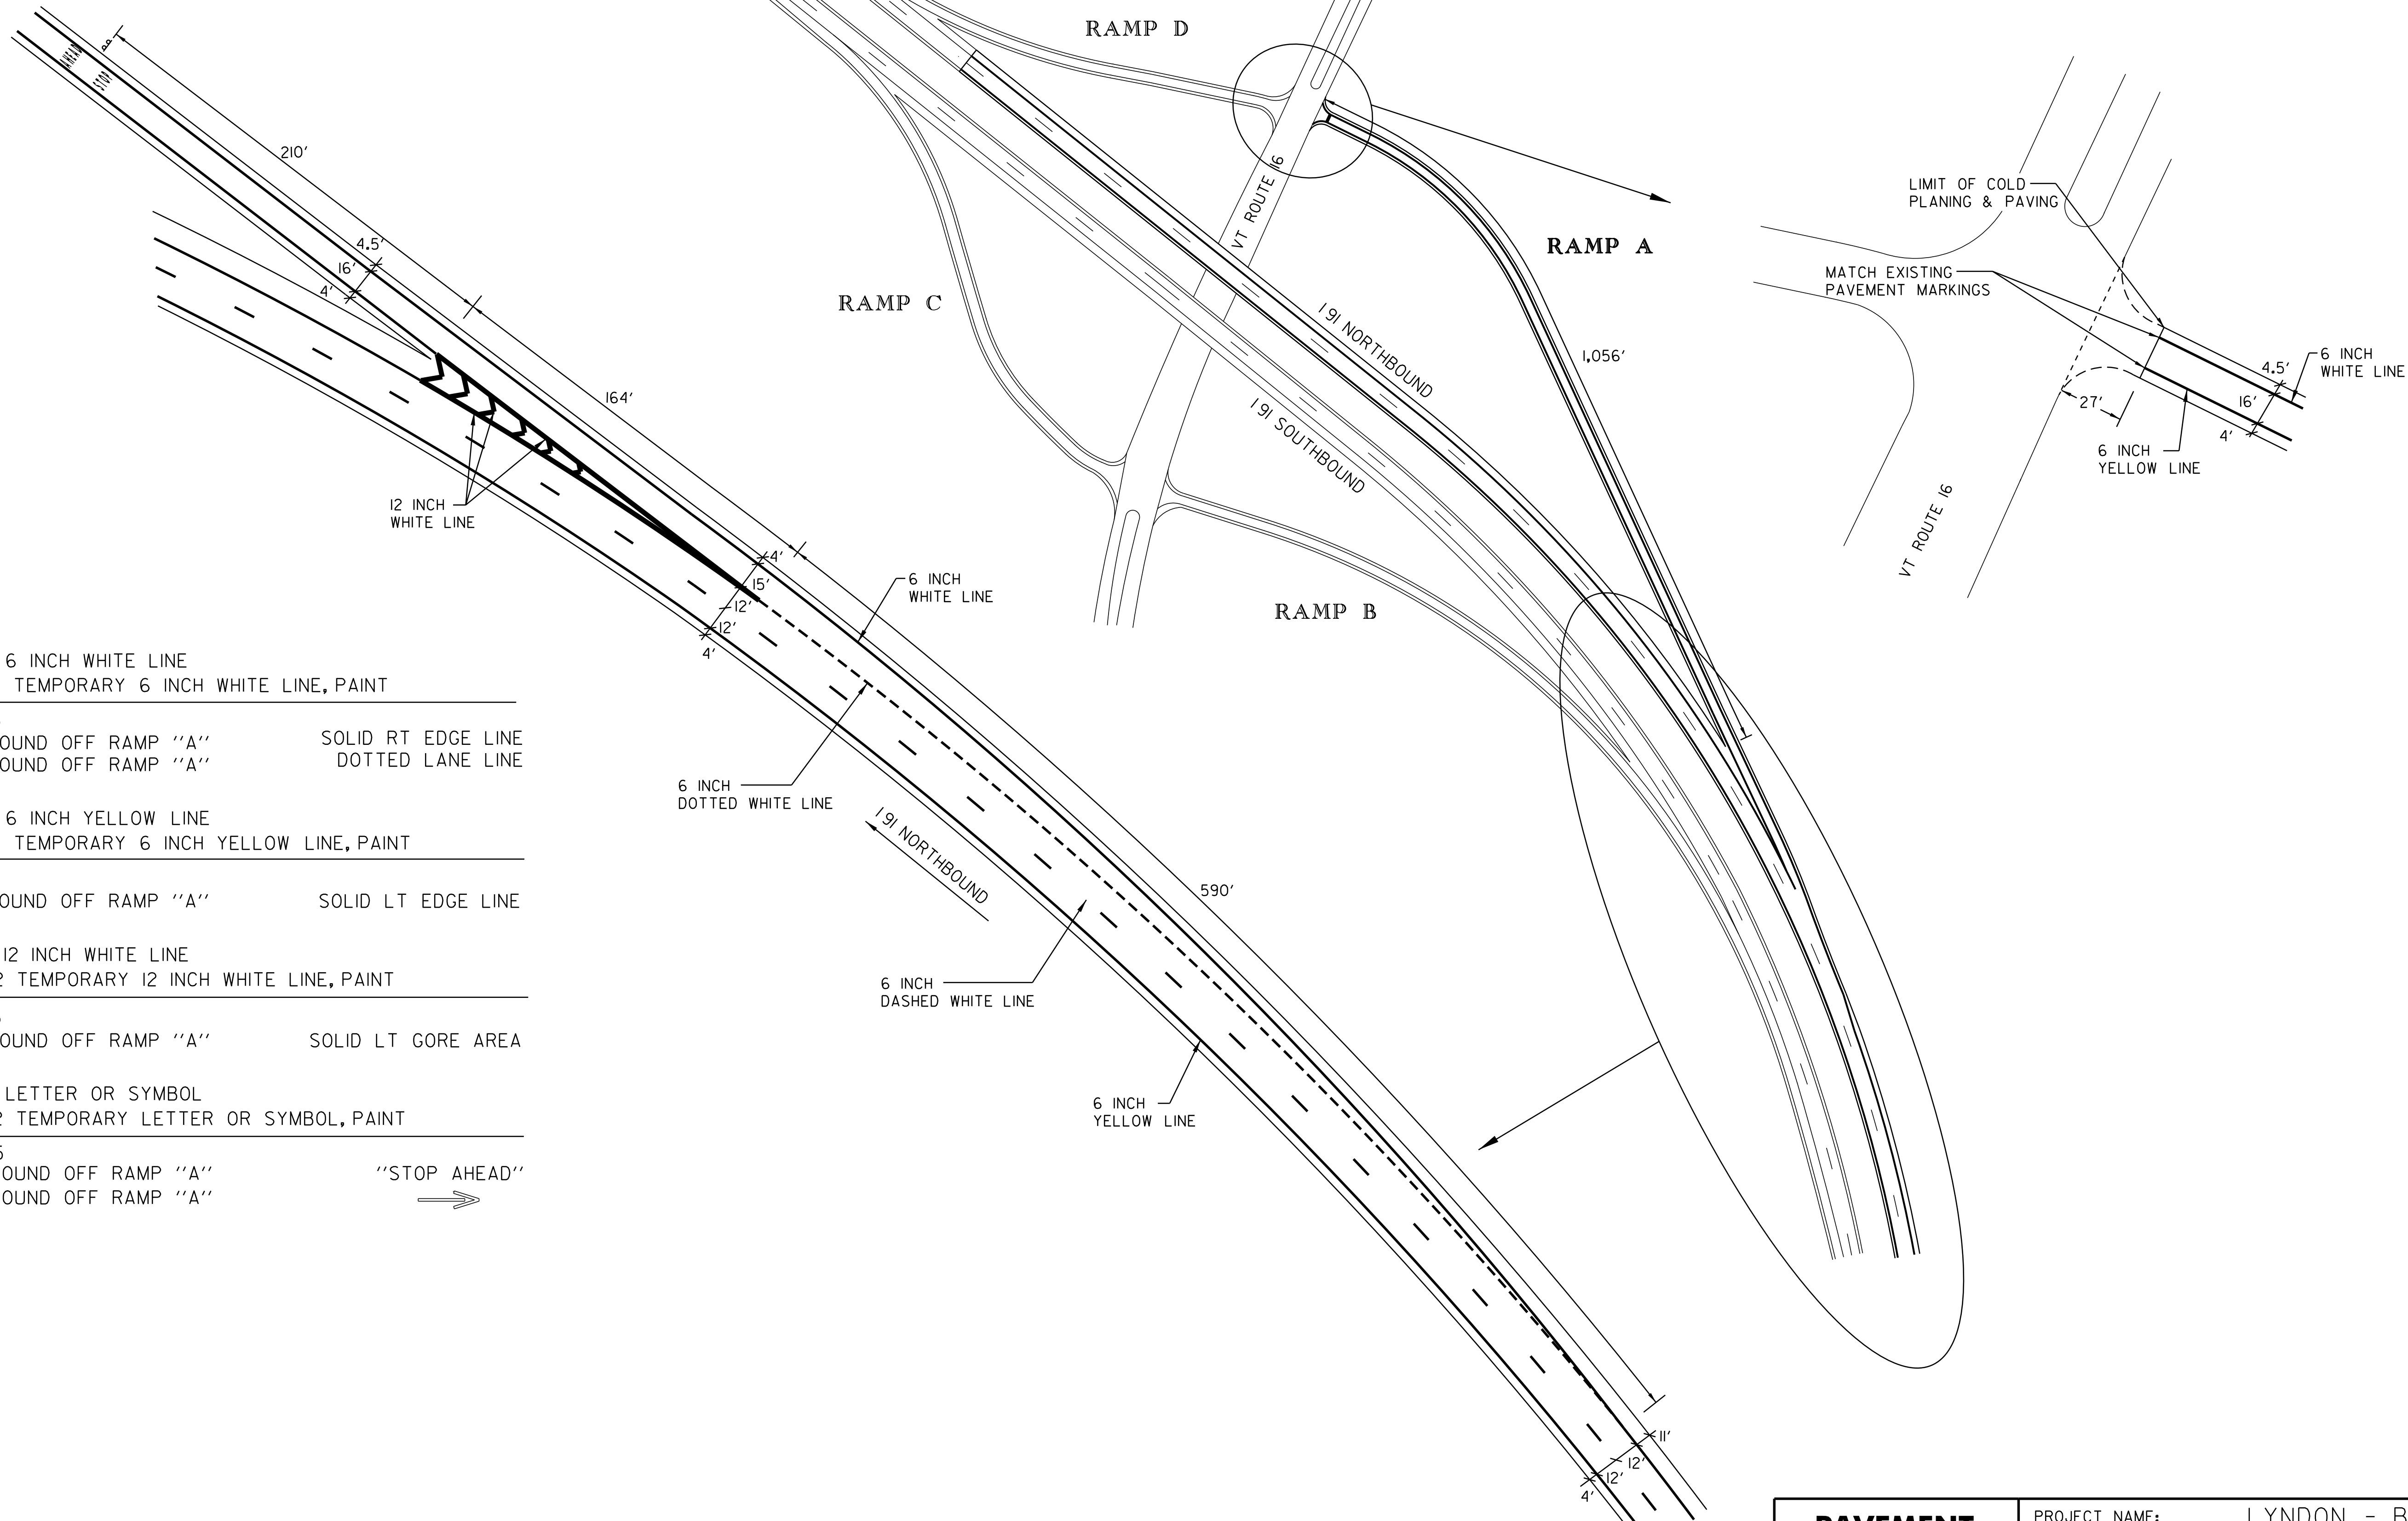 AHEAD
STOP
210'
4.5'
16'
4'
164'
12 INCH
WHITE LINE
4'
15'
12'
12'
4'
6 INCH
WHITE LINE
6 INCH
DOTTED WHITE LINE
I 91 NORTHBOUND
590'
6 INCH
DASHED WHITE LINE
6 INCH
YELLOW LINE
11'
12'
12'
4'
RAMP D
VT ROUTE 16
RAMP A
RAMP C
I 91 NORTHBOUND
I 91 SOUTHBOUND
1,056'
RAMP B
LIMIT OF COLD
PLANING & PAVING
MATCH EXISTING
PAVEMENT MARKINGS
6 INCH
WHITE LINE
4.5'
16'
4'
27'
6 INCH
YELLOW LINE
VT ROUTE 16
6 INCH WHITE LINE
TEMPORARY 6 INCH WHITE LINE, PAINT
OUND OFF RAMP "A" SOLID RT EDGE LINE
OUND OFF RAMP "A" DOTTED LANE LINE
6 INCH YELLOW LINE
TEMPORARY 6 INCH YELLOW LINE, PAINT
OUND OFF RAMP "A" SOLID LT EDGE LINE
12 INCH WHITE LINE
2 TEMPORARY 12 INCH WHITE LINE, PAINT
OUND OFF RAMP "A" SOLID LT GORE AREA
LETTER OR SYMBOL
2 TEMPORARY LETTER OR SYMBOL, PAINT
OUND OFF RAMP "A" "STOP AHEAD"
OUND OFF RAMP "A"
PAVEMENT
PROJECT NAME: LYNDON - B